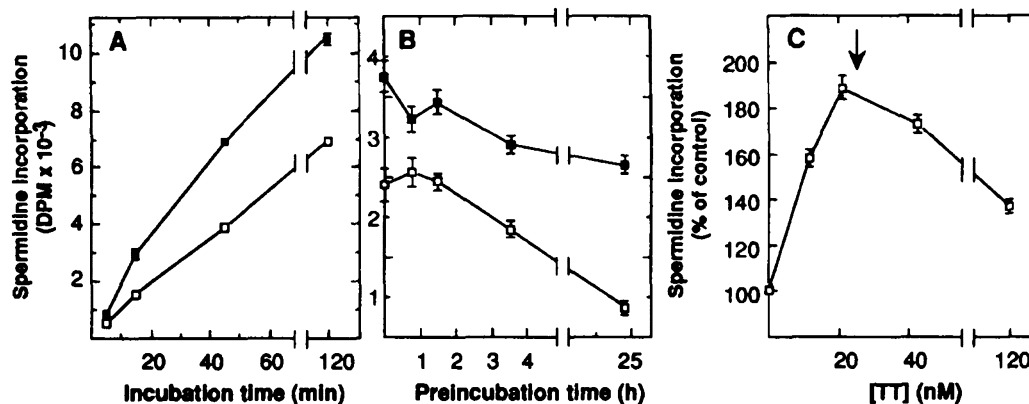 A
Spermidine incorporation
(DPM x 10-3)
10
8
6
4
2
20
40
60
120
Incubation time (min)
B
4
3
2
1
1
2
3
4
25
Preincubation time (h)
C
Spermidine incorporation
(% of control)
200
180
160
140
120
100
20
40
120
[TT] (nM)